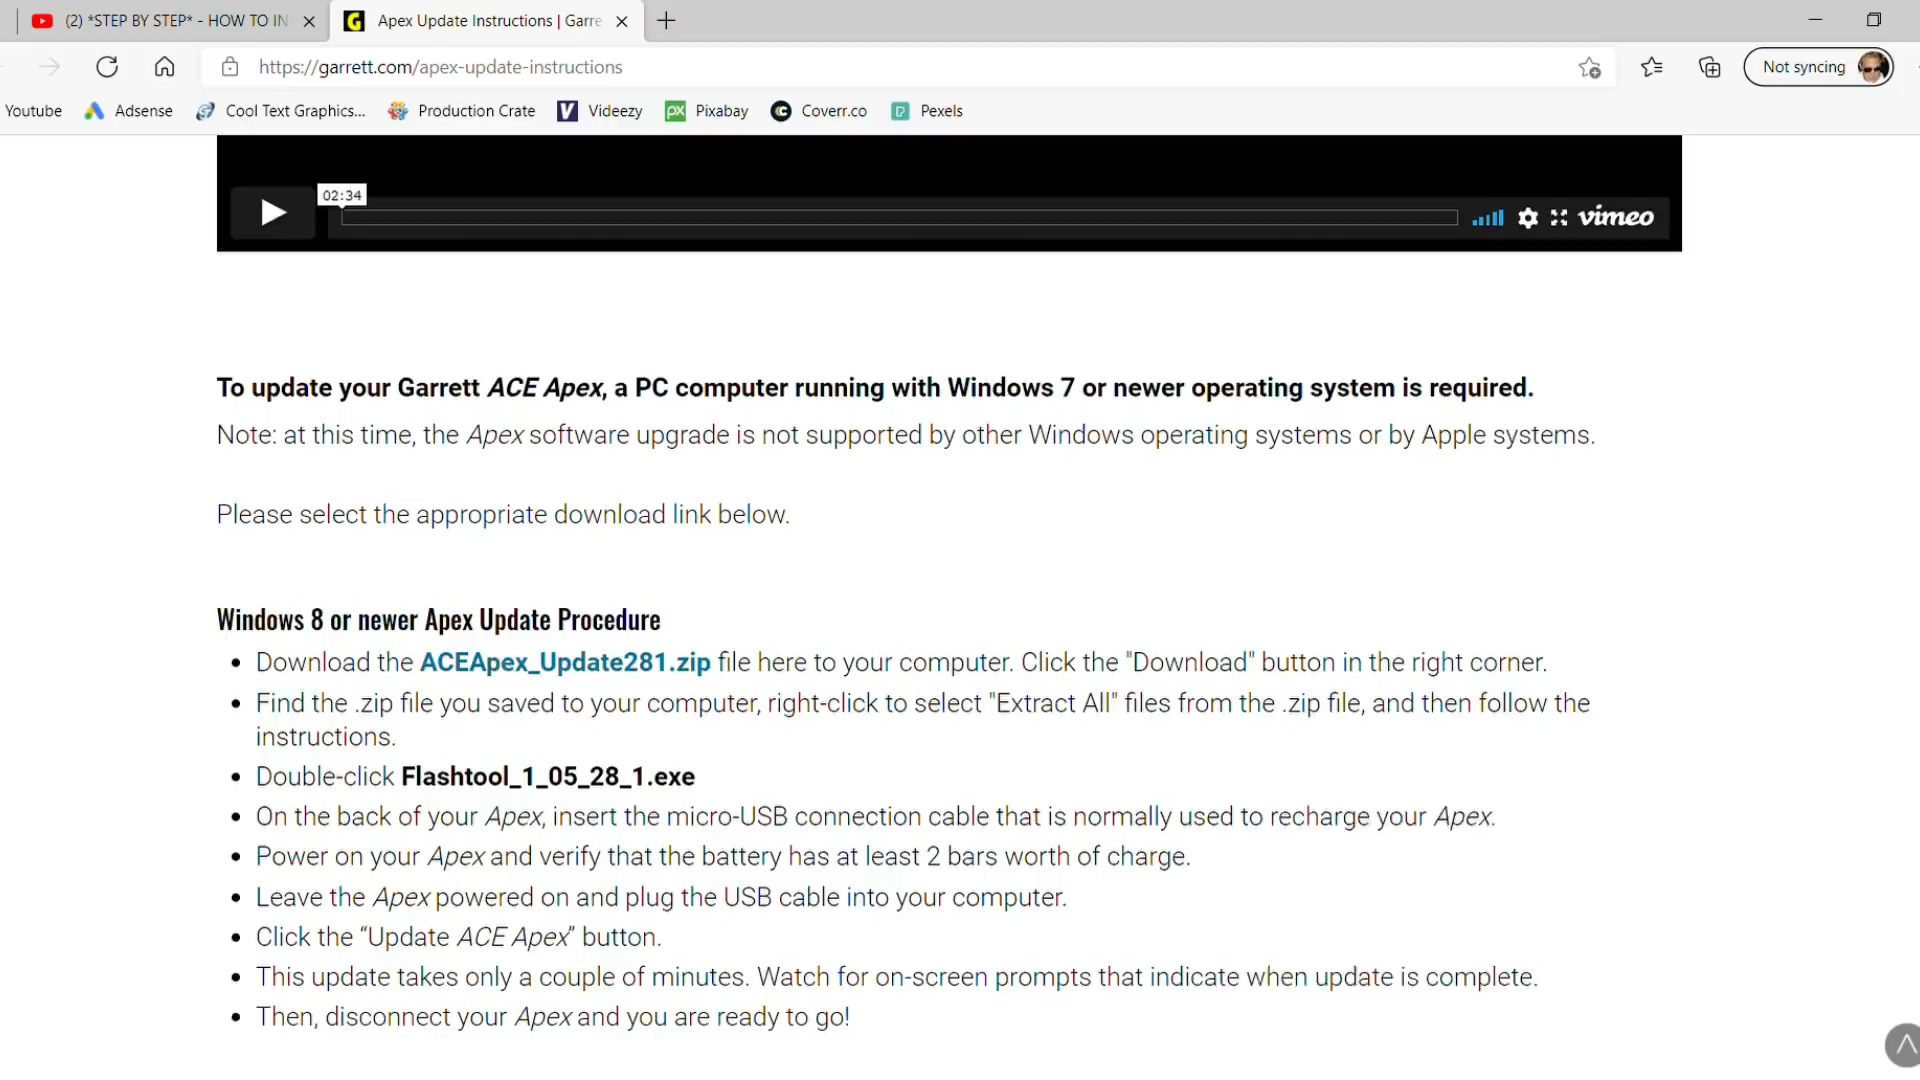 (2) *STEP BY STEP* - HOW TO IN
Apex Update Instructions | Garre
https://garrett.com/apex-update-instructions
Not syncing
Youtube
Adsense
Cool Text Graphics...
Production Crate
Videezy
Pixabay
Coverr.co
Pexels
02:34
vimeo
To update your Garrett ACE Apex, a PC computer running with Windows 7 or newer operating system is required.
Note: at this time, the Apex software upgrade is not supported by other Windows operating systems or by Apple systems.
Please select the appropriate download link below.
Windows 8 or newer Apex Update Procedure
• Download the ACEApex_Update281.zip file here to your computer. Click the "Download" button in the right corner.
• Find the .zip file you saved to your computer, right-click to select "Extract All" files from the .zip file, and then follow the
instructions.
• Double-click Flashtool_1_05_28_1.exe
• On the back of your Apex, insert the micro-USB connection cable that is normally used to recharge your Apex.
• Power on your Apex and verify that the battery has at least 2 bars worth of charge.
• Leave the Apex powered on and plug the USB cable into your computer.
• Click the “Update ACE Apex” button.
• This update takes only a couple of minutes. Watch for on-screen prompts that indicate when update is complete.
• Then, disconnect your Apex and you are ready to go!